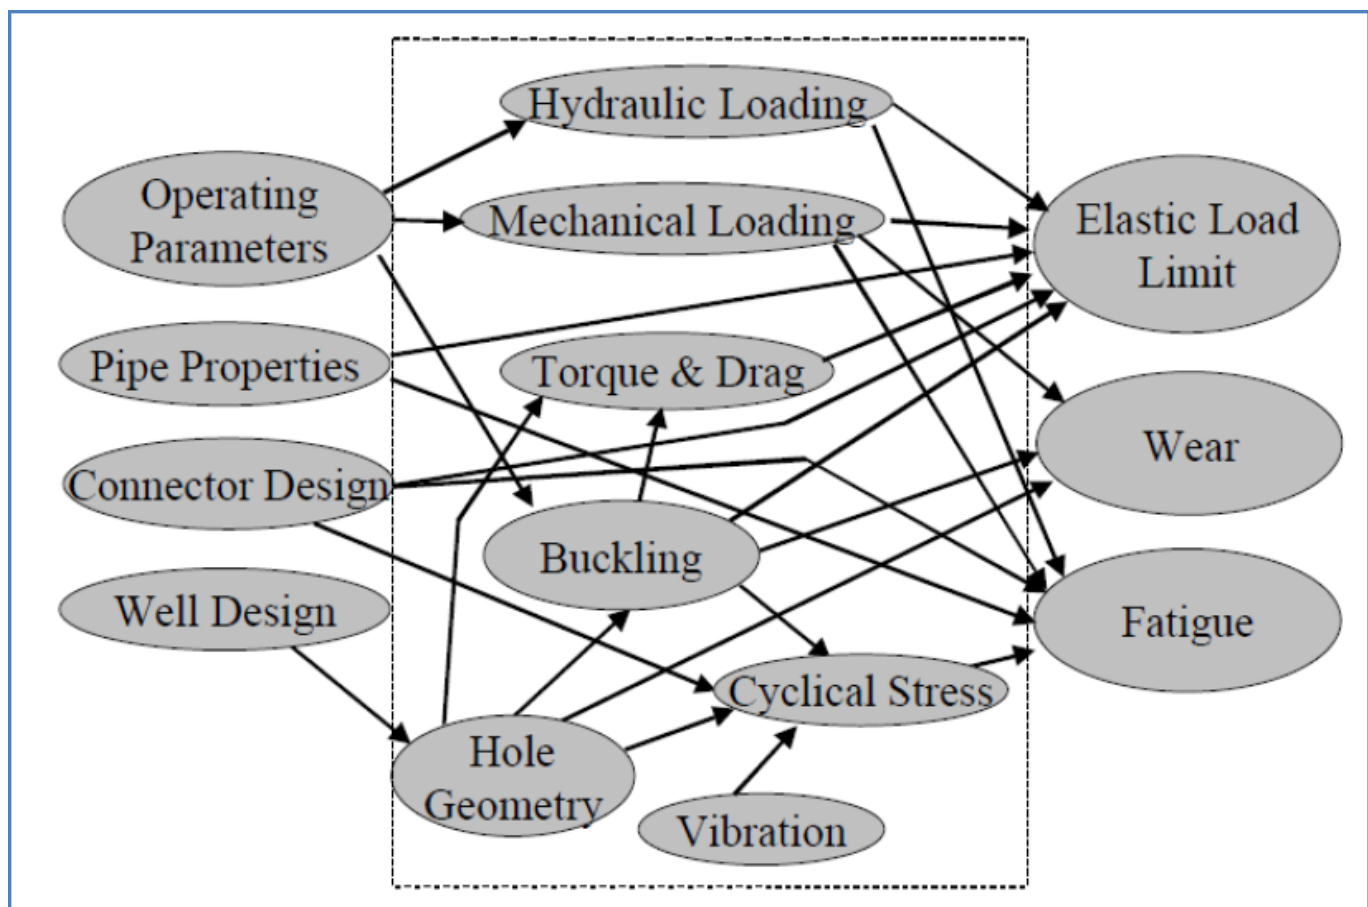 Hydraulic Loading
Operating
Parameters
Mechanical Loading
Elastic Load
Limit
Pipe Properties
Torque & Drag
Wear
Connector Design
Buckling
Well Design
Fatigue
Cyclical Stress
Hole
Geometry
Vibration